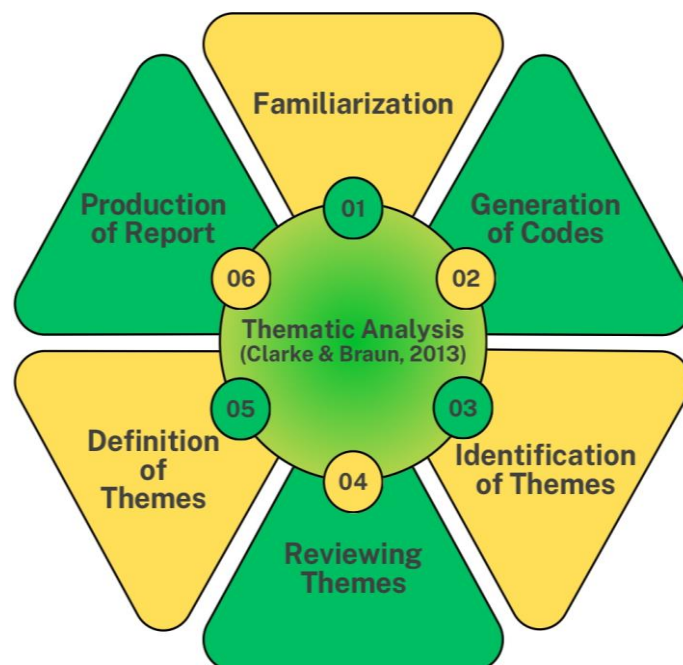 Familiarization
01
Generation
of Codes
02
Identification
of Themes
03
Reviewing
Themes
04
Definition
of
Themes
05
Production
of Report
06
Thematic Analysis
(Clarke & Braun, 2013)